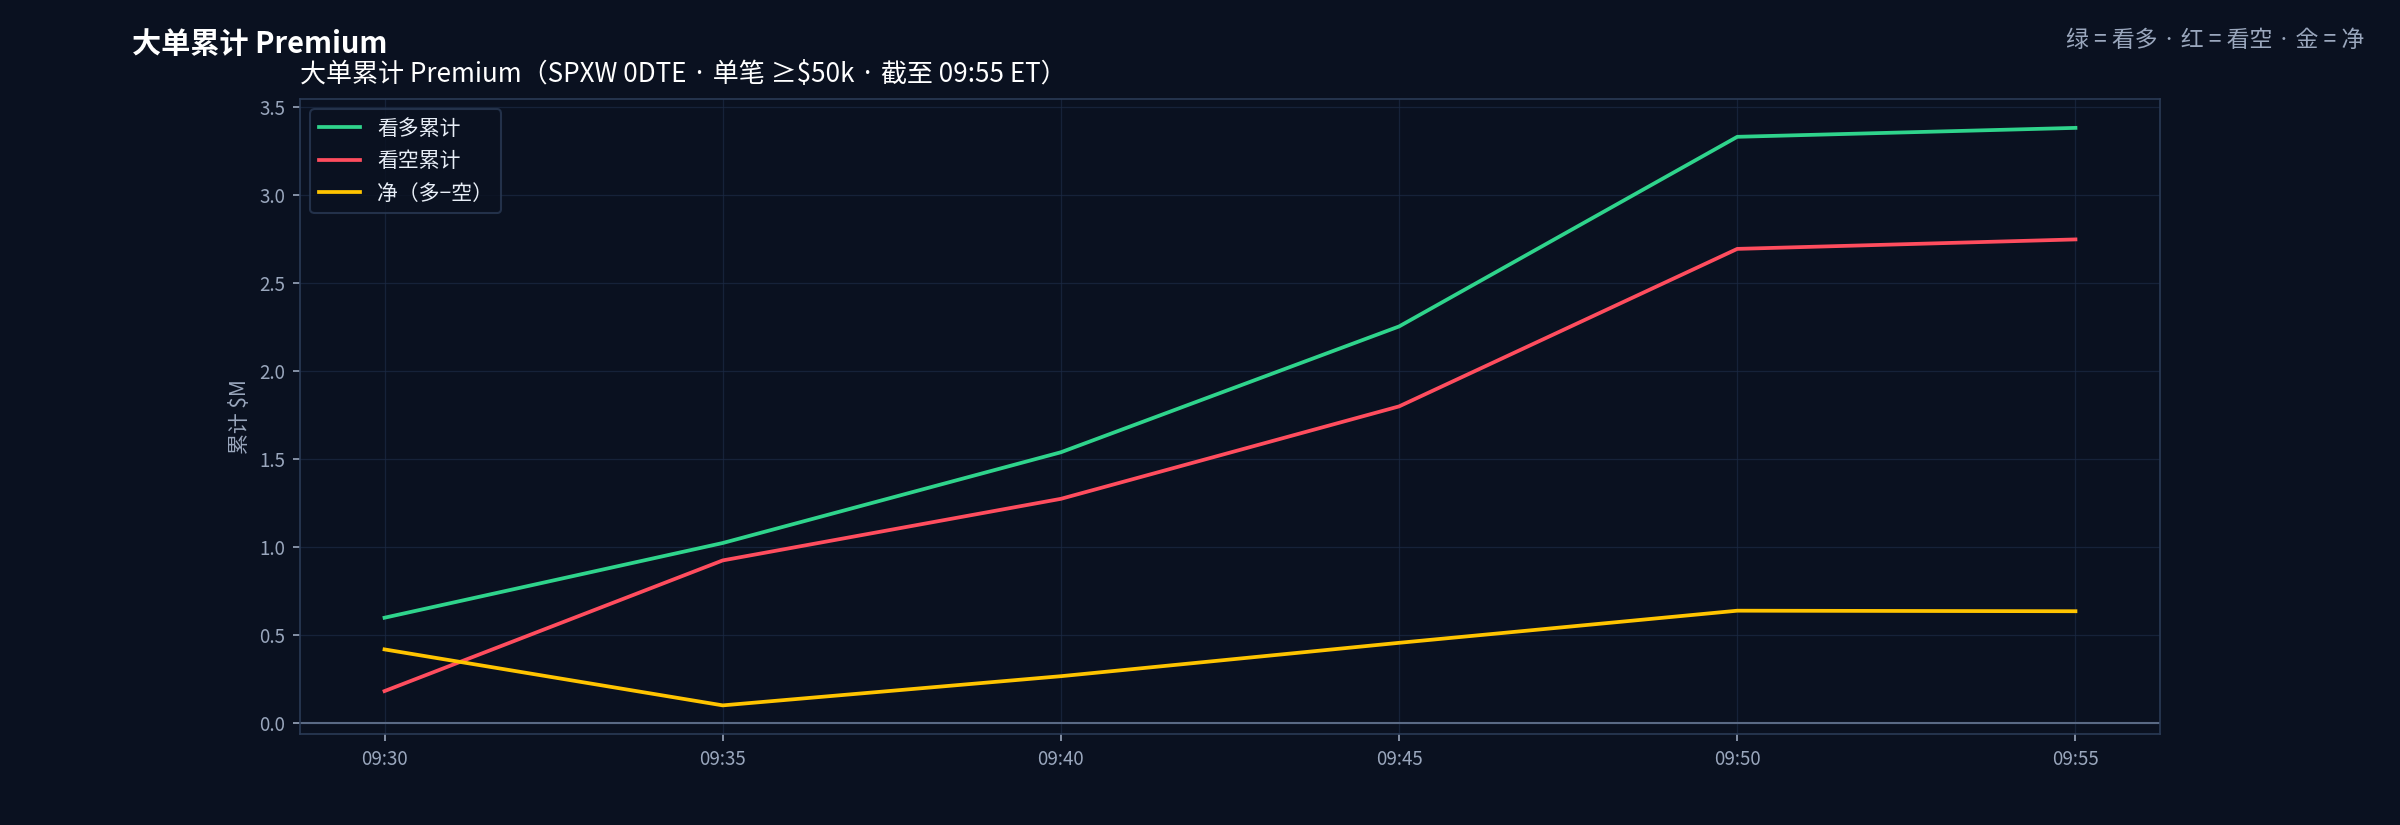 大单累计 Premium
绿 = 看多 · 红 = 看空 · 金 = 净
大单累计 Premium（SPXW 0DTE · 单笔 ≥$50k · 截至 09:55 ET）
看多累计
看空累计
净（多−空）
累计 $M
3.5
3.0
2.5
2.0
1.5
1.0
0.5
0.0
09:30
09:35
09:40
09:45
09:50
09:55